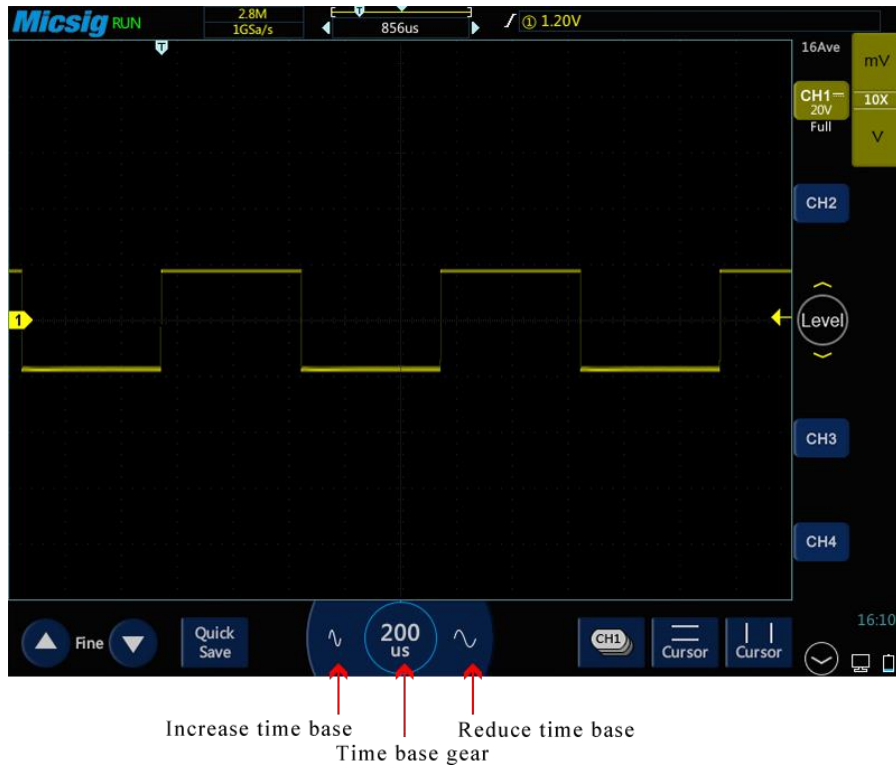 Micsig RUN
2.8M
1GSa/s
T
856us
① 1.20V
T
16Ave
mV
CH1
20V
Full
10X
V
CH2
1
Level
CH3
CH4
Fine
Quick
Save
200
us
CH1
Cursor
Cursor
16:10
Increase time base
Time base gear
Reduce time base